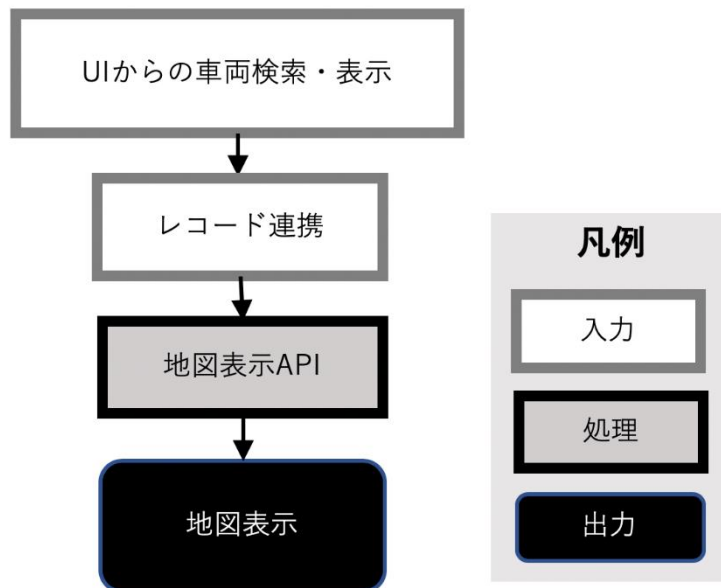 UIからの車両検索・表示
レコード連携
地図表示API
地図表示
凡例
入力
処理
出力